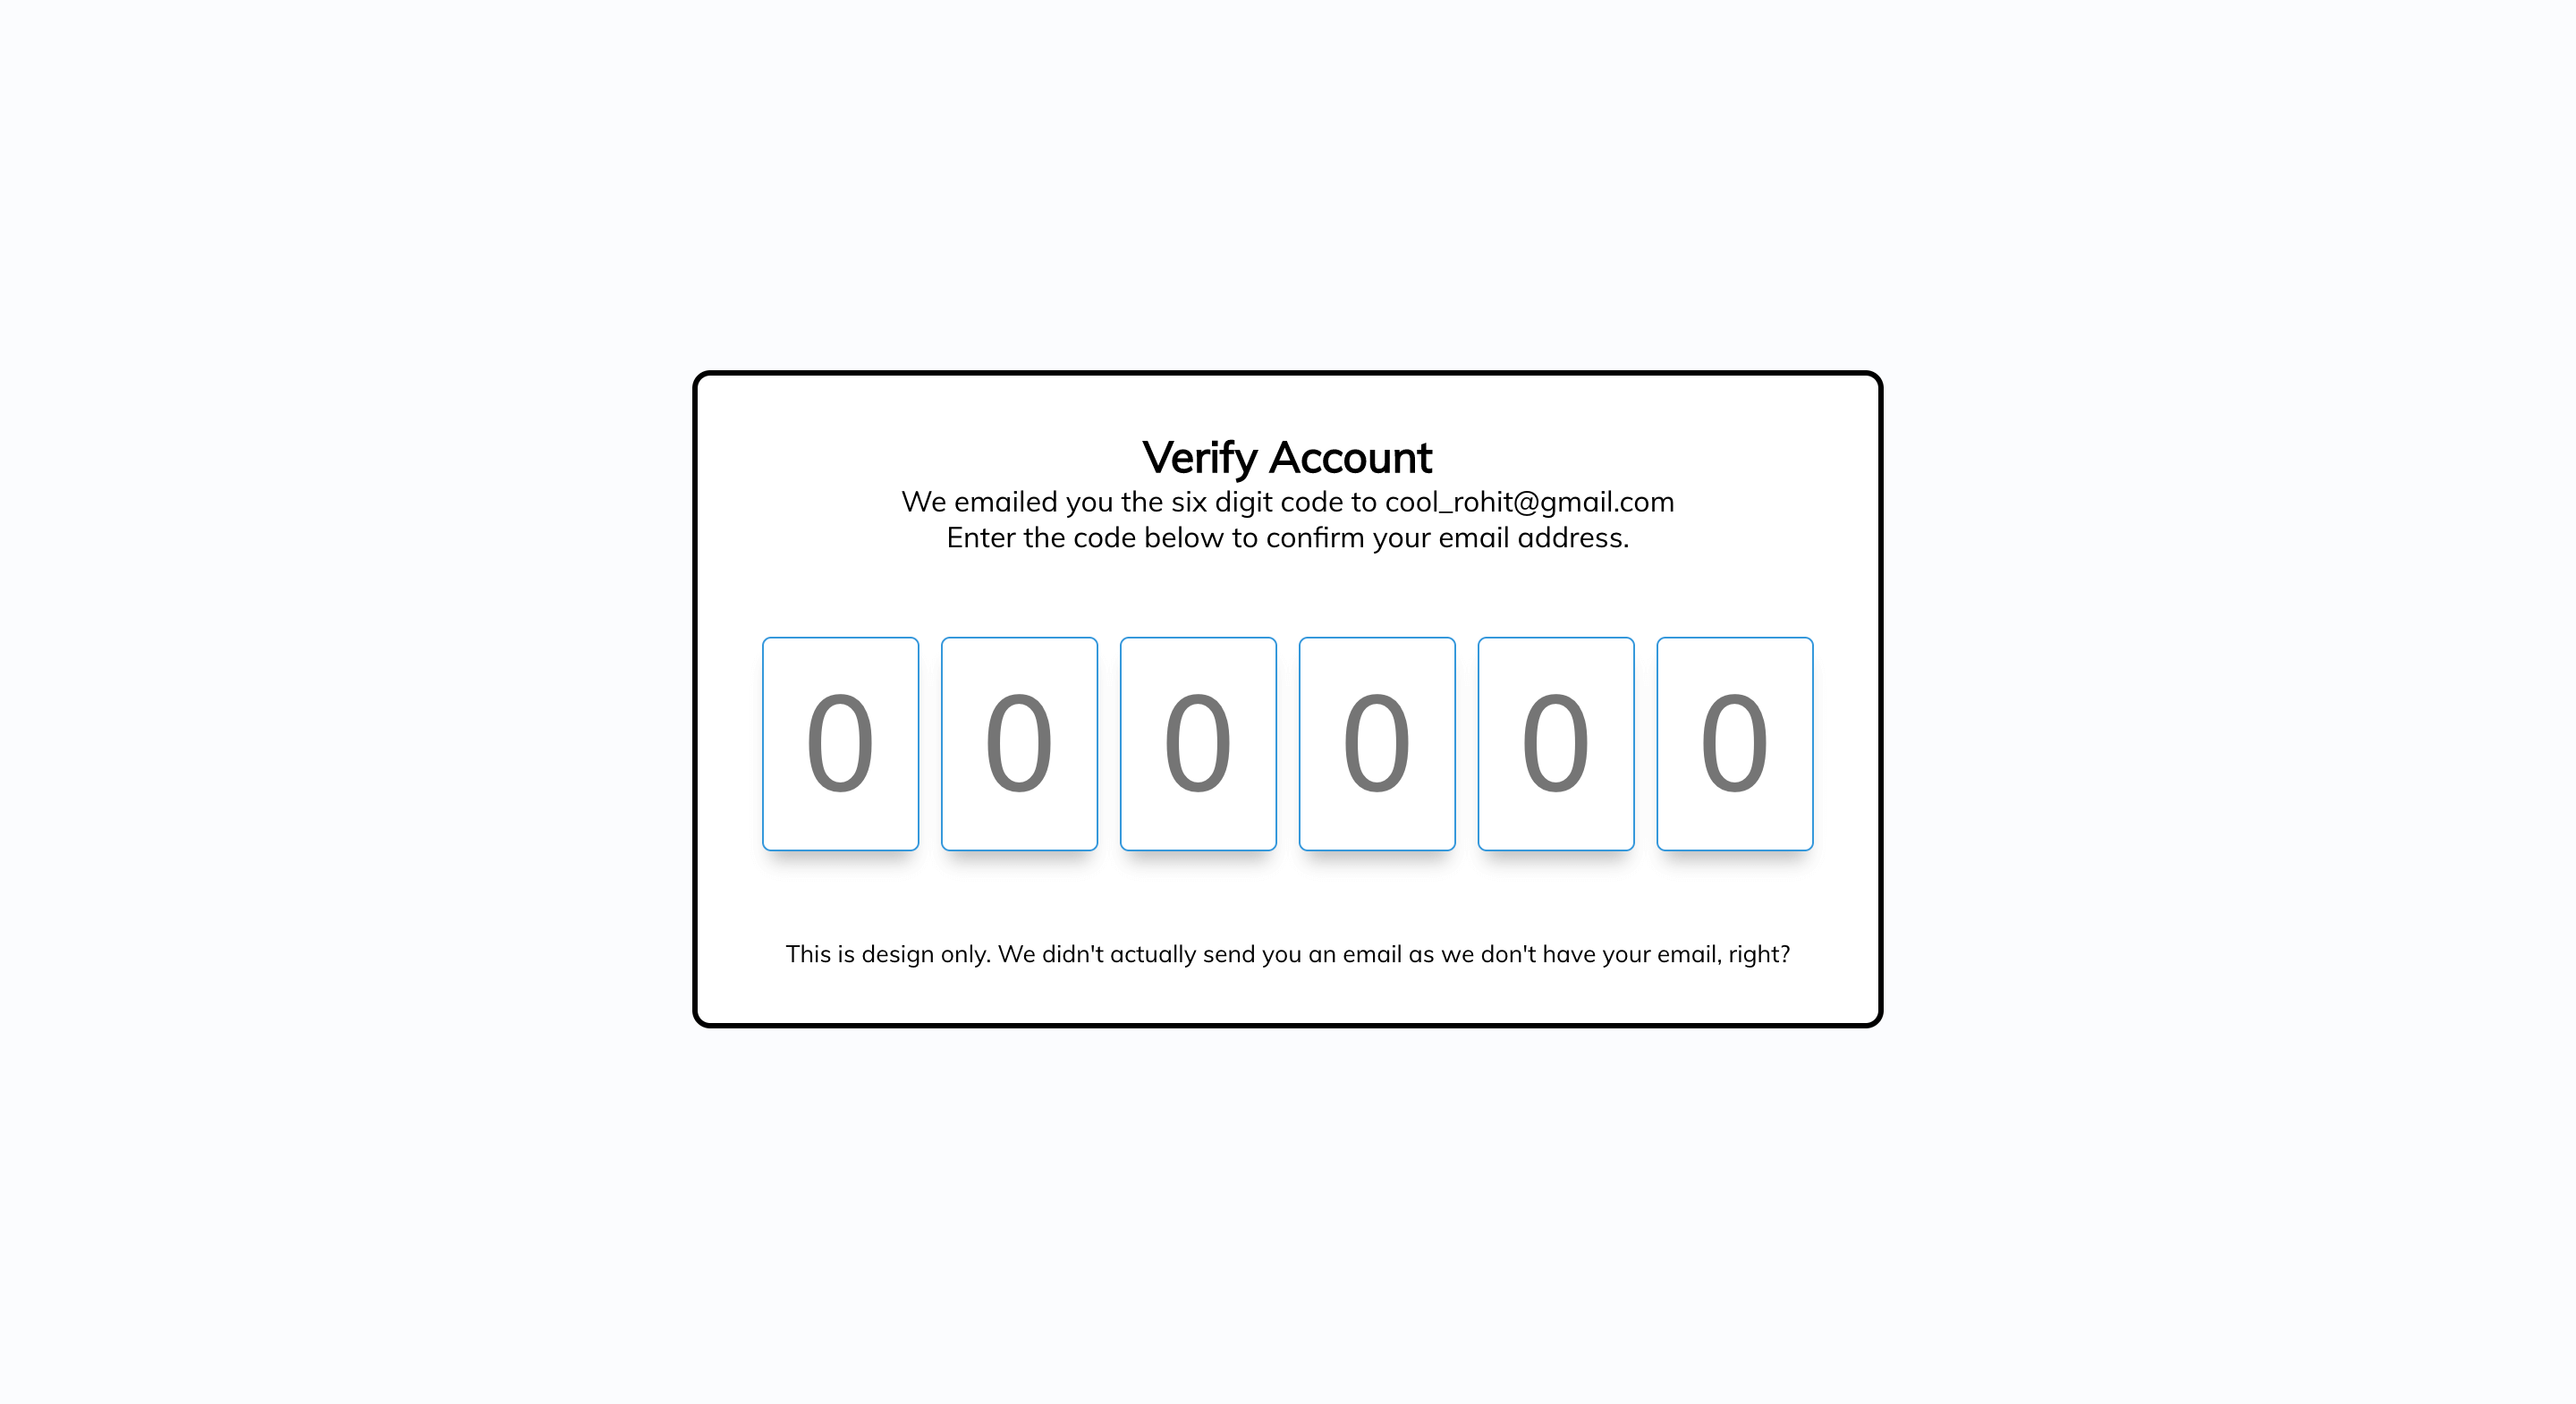 Verify Account
We emailed you the six digit code to cool_rohit@gmail.com
Enter the code below to confirm your email address.
0 0 0 0 0 0
This is design only. We didn't actually send you an email as we don't have your email, right?